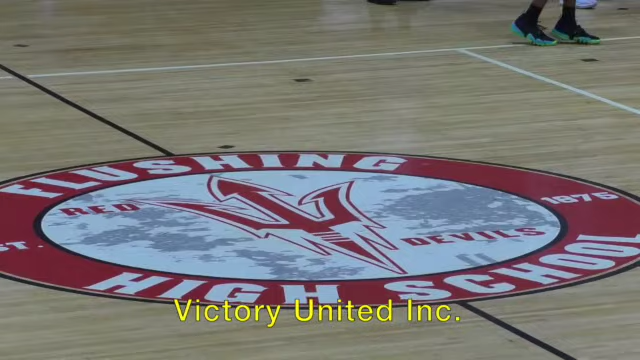 FLUSHING
RED DEVILS
EST. 1875
HIGH SCHOOL
Victory United Inc.